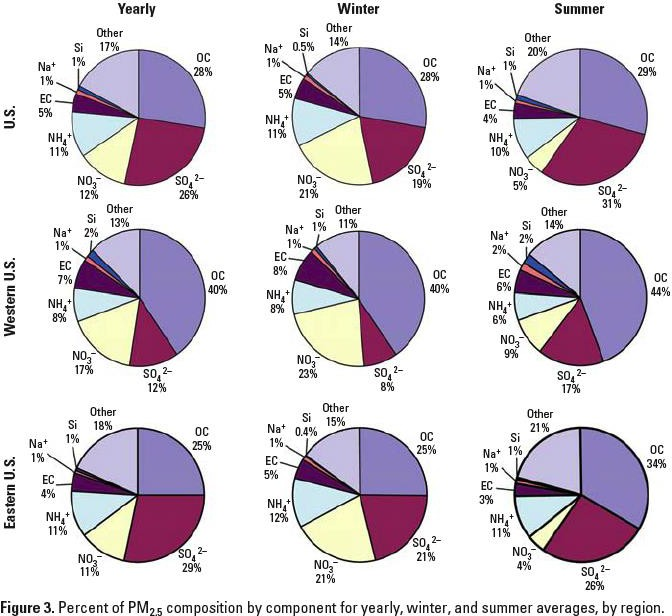 Yearly
Winter
Summer
U.S.
Other
17%
Si
1%
Na⁺
1%
EC
5%
NH₄⁺
11%
NO₃⁻
12%
SO₄²⁻
26%
OC
28%
Other
14%
Si
0.5%
Na⁺
1%
EC
5%
NH₄⁺
11%
NO₃⁻
21%
SO₄²⁻
19%
OC
28%
Other
20%
Si
1%
Na⁺
1%
EC
4%
NH₄⁺
10%
NO₃⁻
5%
SO₄²⁻
31%
OC
29%
Western U.S.
Other
13%
Si
2%
Na⁺
1%
EC
7%
NH₄⁺
8%
NO₃⁻
17%
SO₄²⁻
12%
OC
40%
Other
11%
Si
1%
Na⁺
1%
EC
8%
NH₄⁺
8%
NO₃⁻
23%
SO₄²⁻
8%
OC
40%
Other
14%
Si
2%
Na⁺
2%
EC
6%
NH₄⁺
6%
NO₃⁻
9%
SO₄²⁻
17%
OC
44%
Eastern U.S.
Other
18%
Si
1%
Na⁺
1%
EC
4%
NH₄⁺
11%
NO₃⁻
11%
SO₄²⁻
29%
OC
25%
Other
15%
Si
0.4%
Na⁺
1%
EC
5%
NH₄⁺
12%
NO₃⁻
21%
SO₄²⁻
21%
OC
25%
Other
21%
Si
1%
Na⁺
1%
EC
3%
NH₄⁺
11%
NO₃⁻
4%
SO₄²⁻
26%
OC
34%
Figure 3. Percent of PM₂.₅ composition by component for yearly, winter, and summer averages, by region.